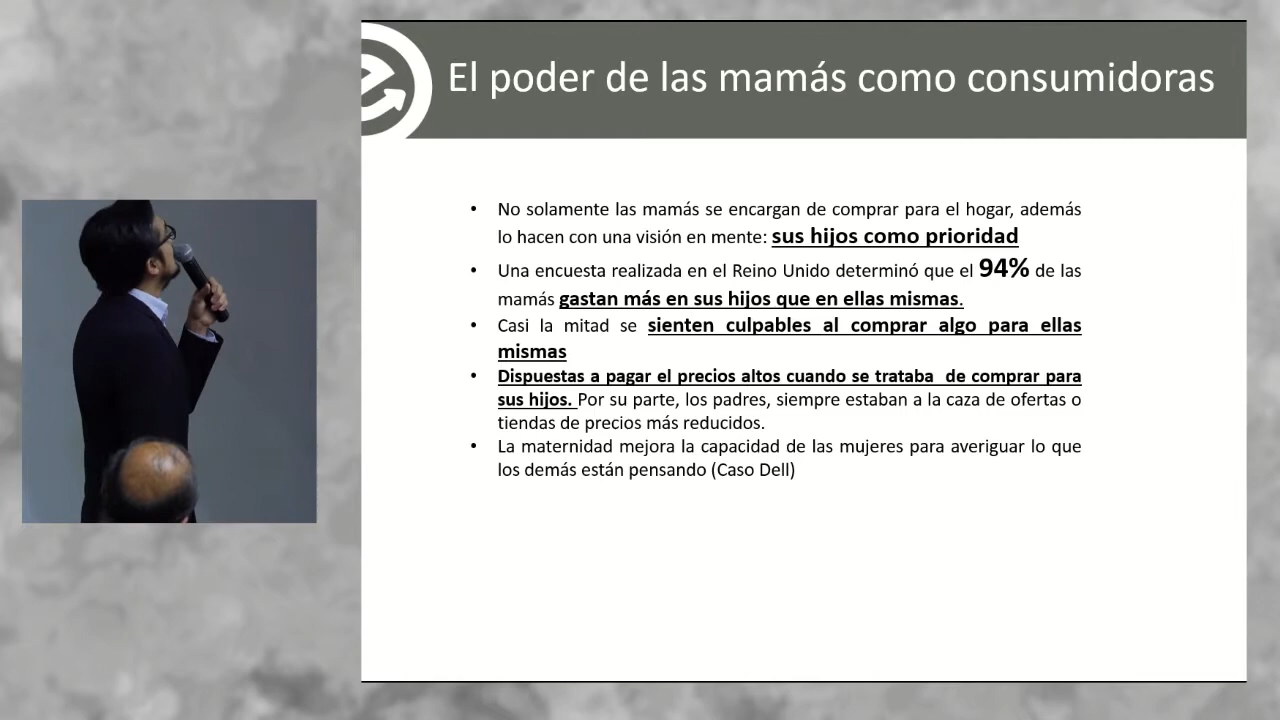 El poder de las mamás como consumidoras
• No solamente las mamás se encargan de comprar para el hogar, además
lo hacen con una visión en mente: sus hijos como prioridad
• Una encuesta realizada en el Reino Unido determinó que el 94% de las
mamás gastan más en sus hijos que en ellas mismas.
• Casi la mitad se sienten culpables al comprar algo para ellas
mismas
• Dispuestas a pagar el precios altos cuando se trataba de comprar para
sus hijos. Por su parte, los padres, siempre estaban a la caza de ofertas o
tiendas de precios más reducidos.
• La maternidad mejora la capacidad de las mujeres para averiguar lo que
los demás están pensando (Caso Dell)